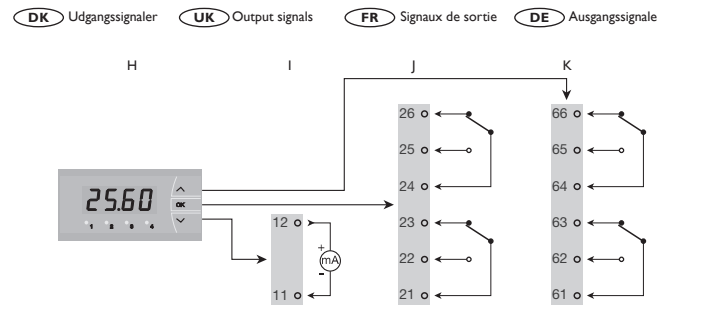 DK Udgangssignaler UK Output signals FR Signaux de sortie DE Ausgangssignale
H I J K
26 66
25 65
24 64
25.60
OK
1 2 3 4
12 23 63
+
mA 22 62
-
11 21 61